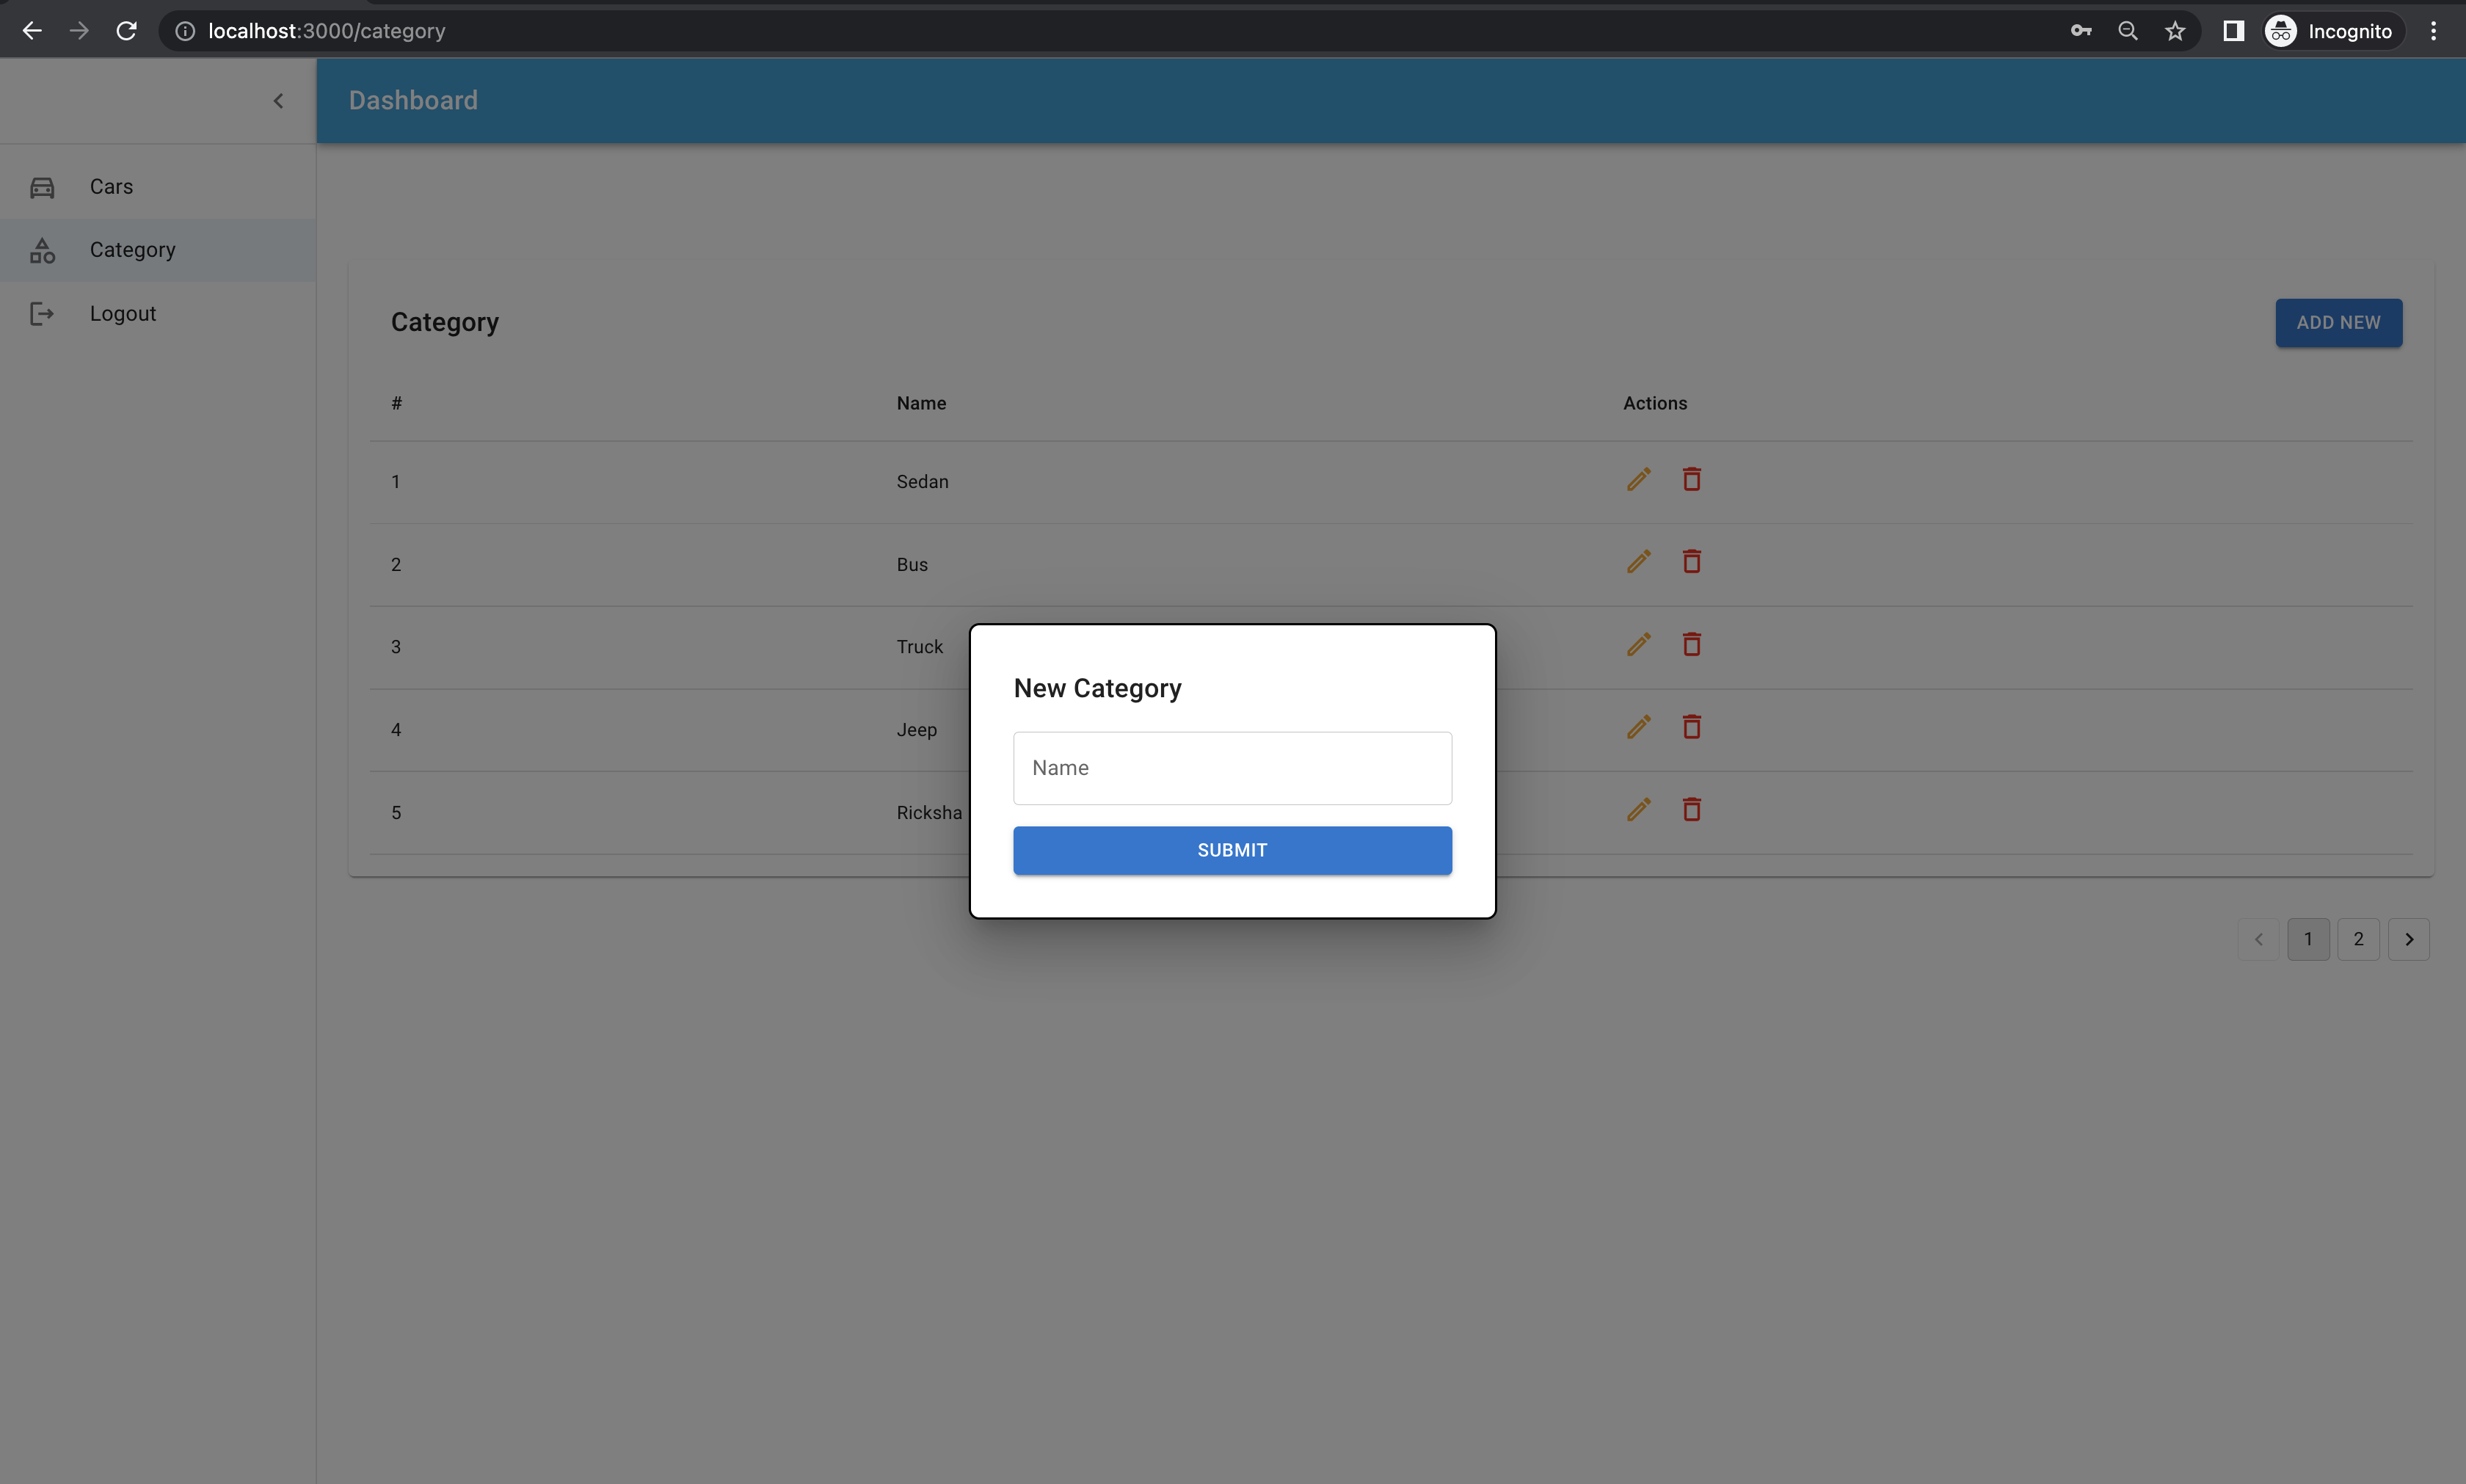 localhost:3000/category
Incognito
Dashboard
Cars
Category
Logout
Category
ADD NEW
# Name Actions
1 Sedan
2 Bus
3 Truck
4 Jeep
5 Ricksha
New Category
Name
SUBMIT
1 2